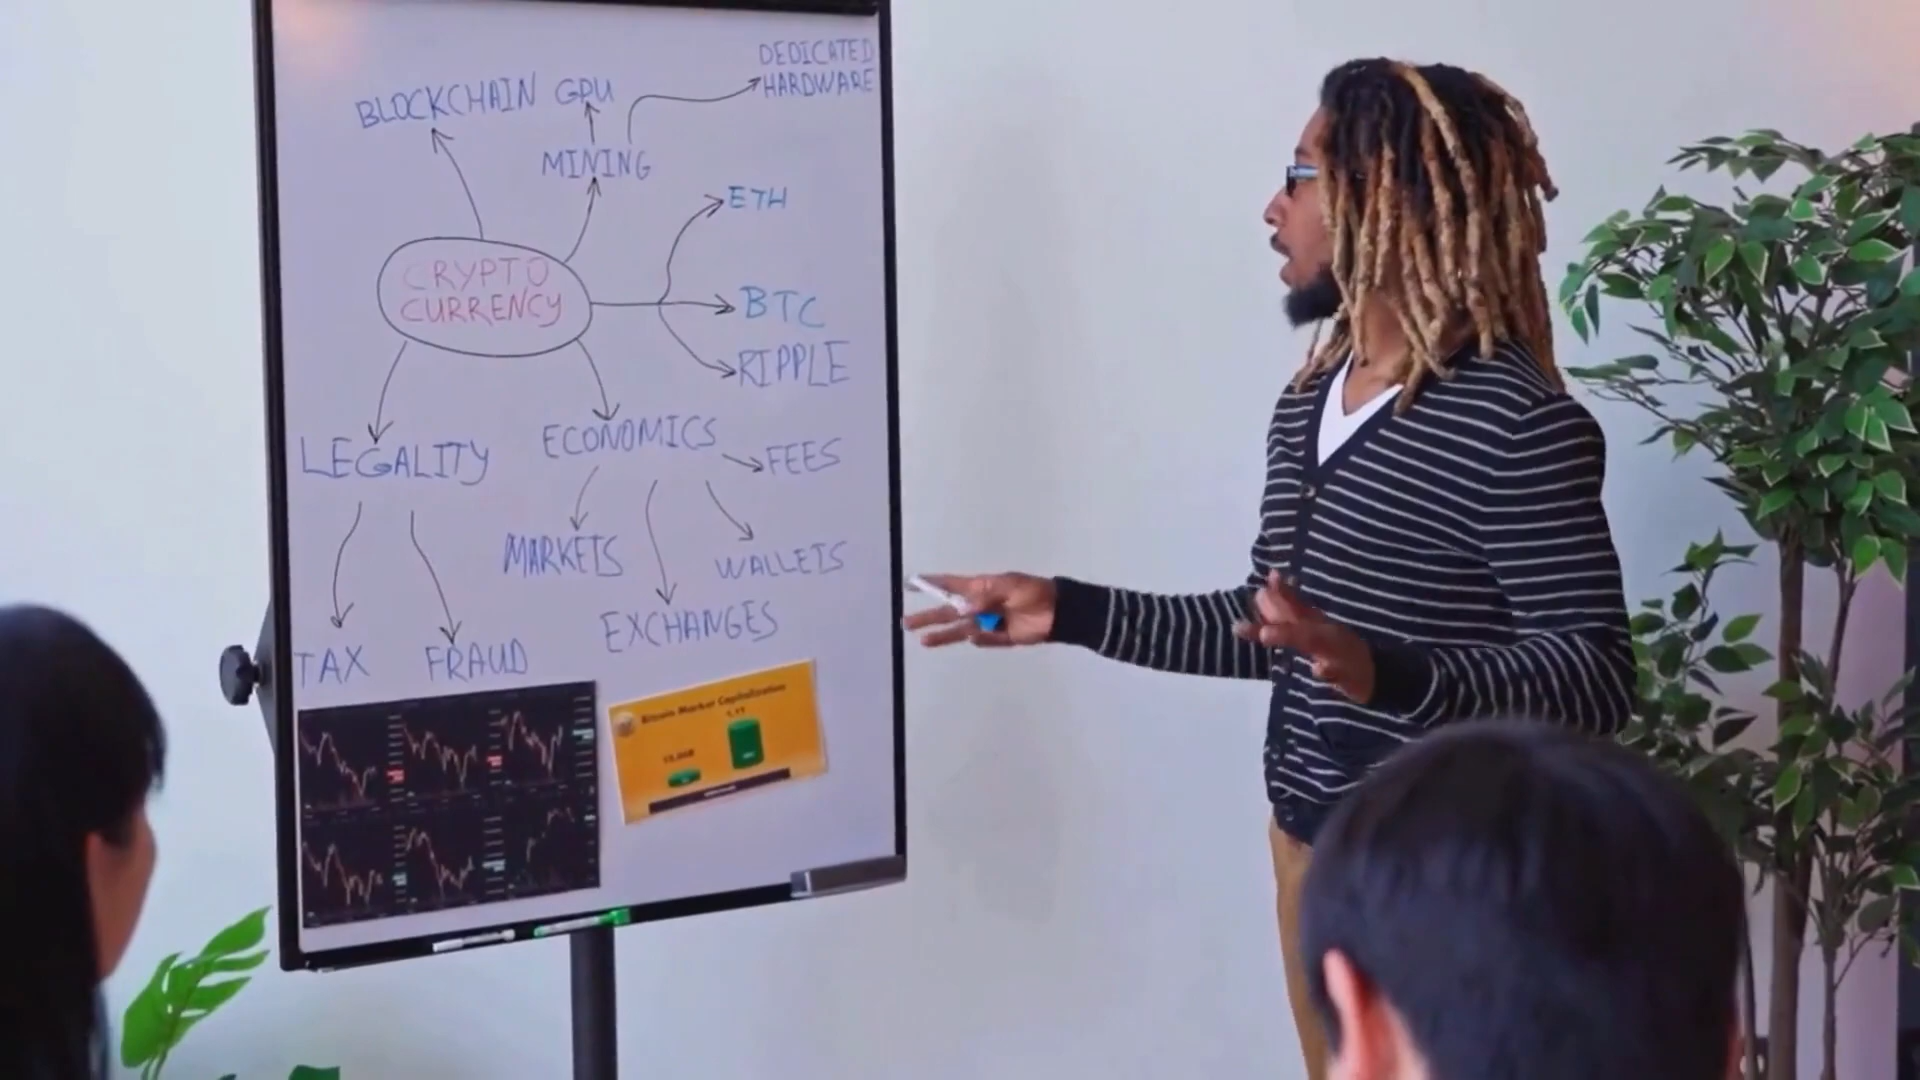 DEDICATED
HARDWARE
BLOCKCHAIN GPU
MINING
ETH
CRYPTO
CURRENCY
BTC
RIPPLE
LEGALITY
ECONOMICS
FEES
MARKETS
WALLETS
EXCHANGES
TAX
FRAUD
Bitcoin Market Capitalization